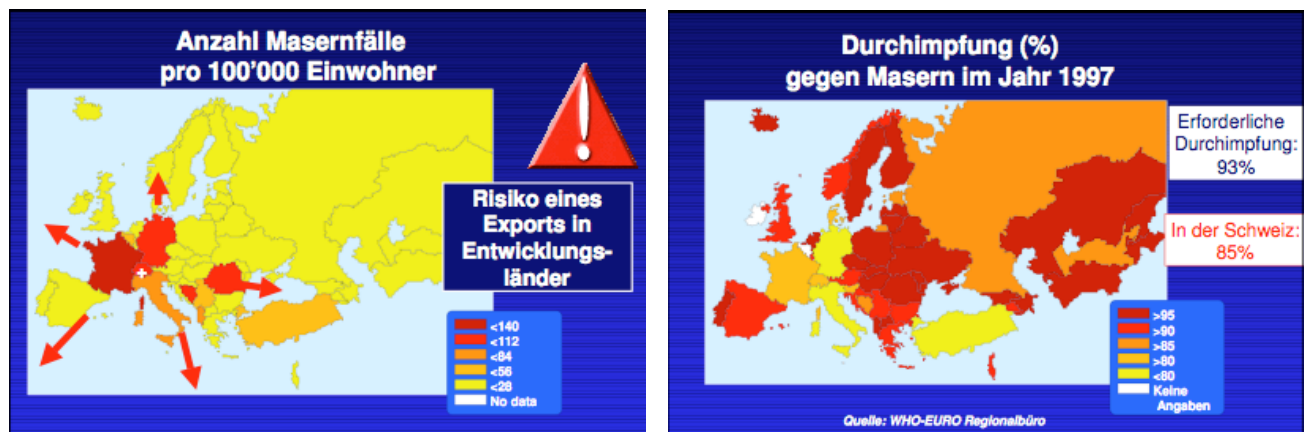 Anzahl Masernfälle
pro 100'000 Einwohner
Risiko eines
Exports in
Entwicklungs-
länder
<140
<112
<84
<56
<28
No data
Durchimpfung (%)
gegen Masern im Jahr 1997
Erforderliche
Durchimpfung:
93%
In der Schweiz:
85%
>95
>90
>85
>80
<80
Keine
Angaben
Quelle: WHO-EURO Regionalbüro